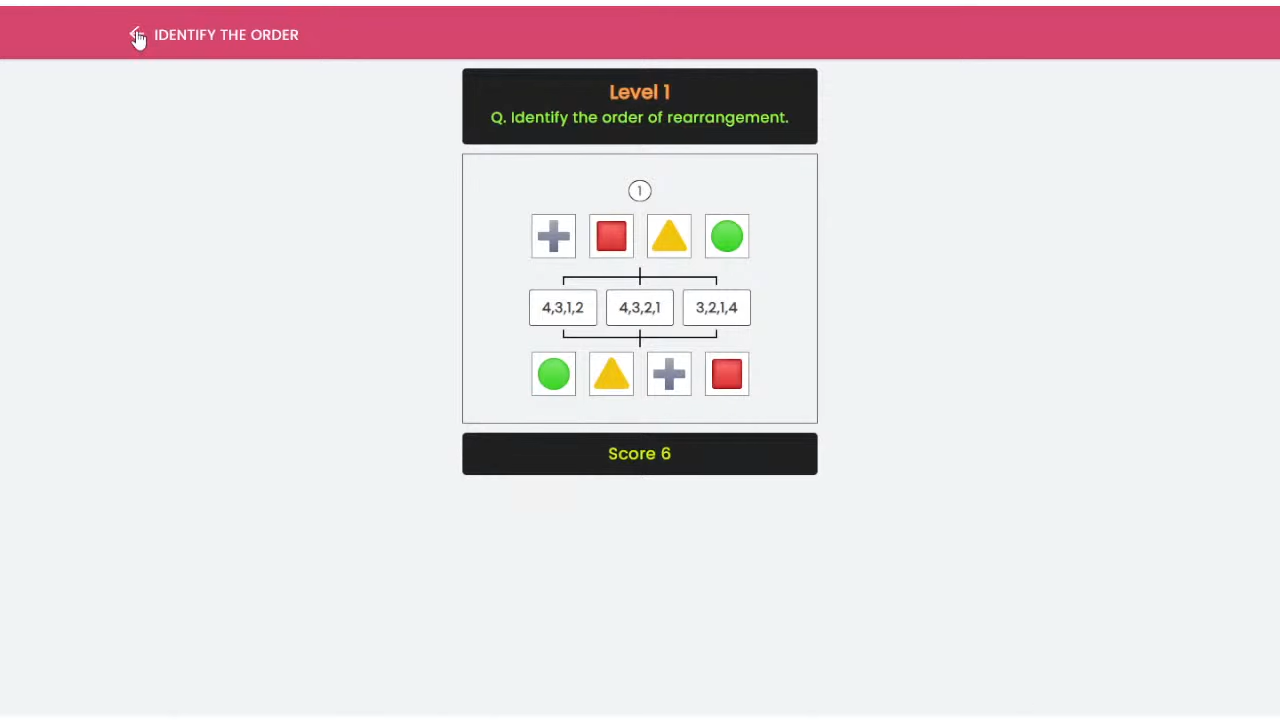 IDENTIFY THE ORDER
Level 1
Q. Identify the order of rearrangement.
1
4,3,1,2 4,3,2,1 3,2,1,4
Score 6